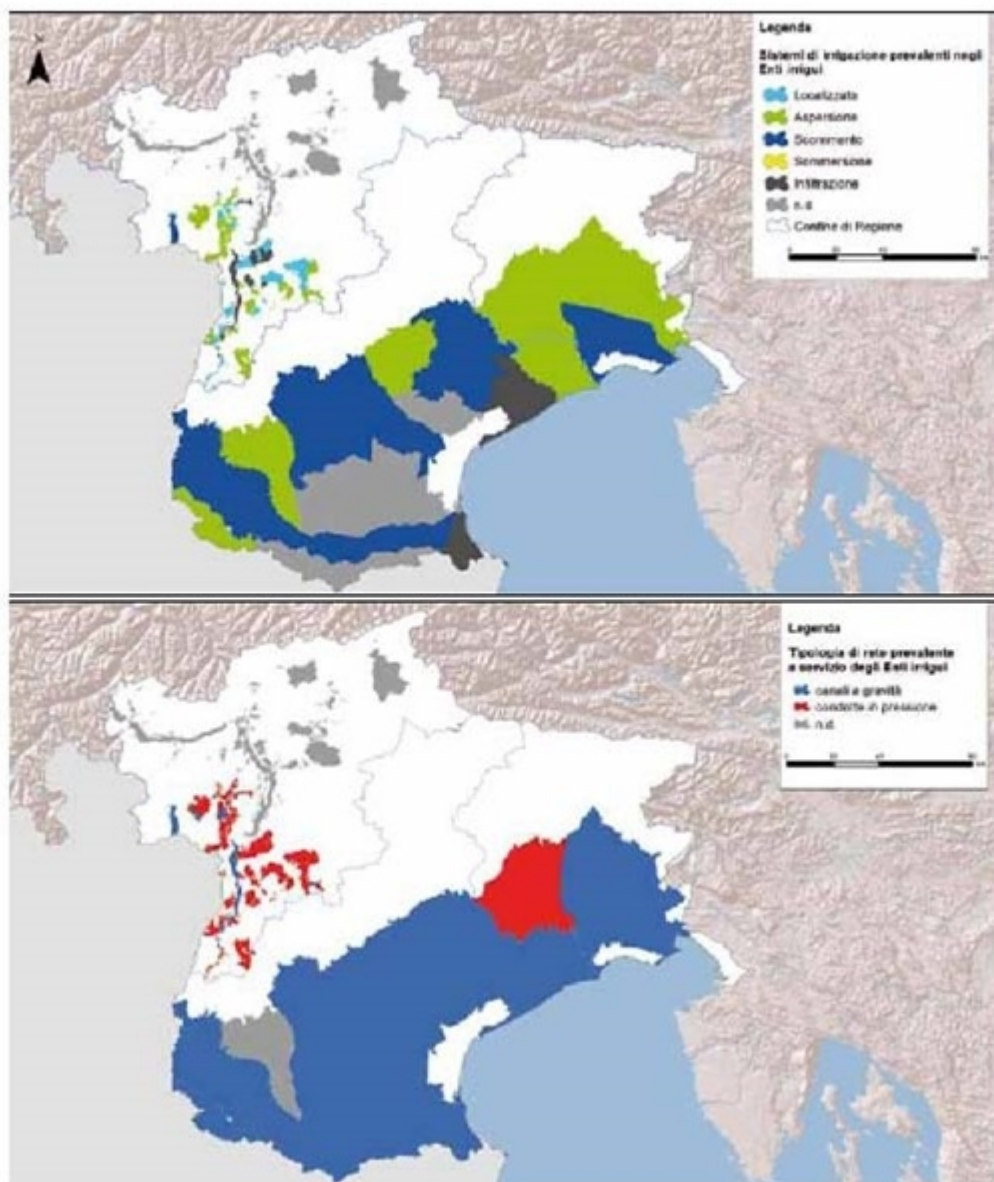 Legenda
Sistemi di irrigazione prevalenti negli
Enti irrigui
Localizzata
Aspersione
Scorrimento
Sommersione
Infiltrazione
n.d
Confine di Regione
Legenda
Tipologia di rete prevalente
a servizio degli Enti irrigui
canali a gravità
condotte in pressione
n.d.